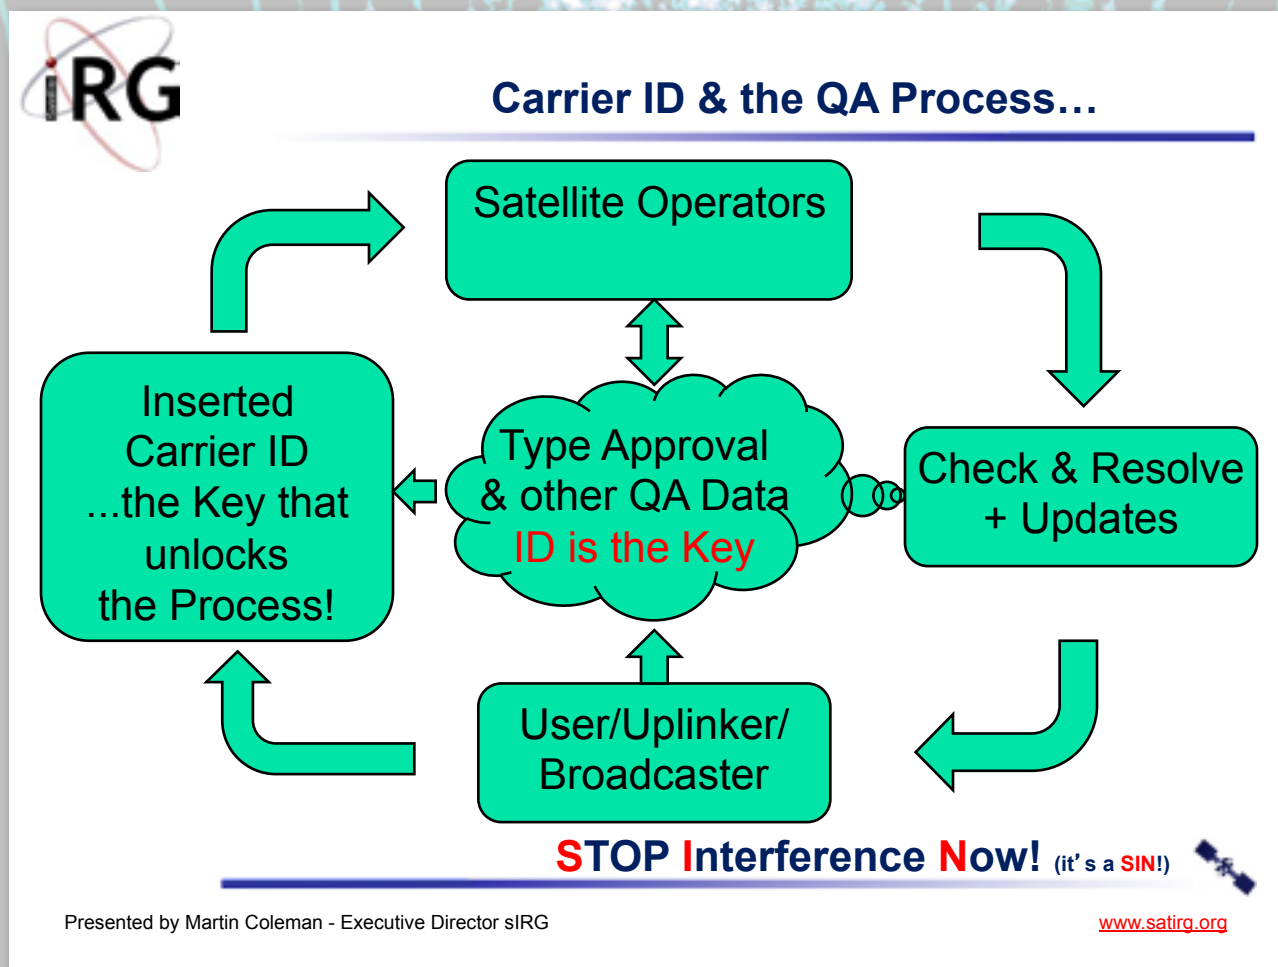 iRG
Carrier ID & the QA Process…
Satellite Operators
Inserted
Carrier ID
...the Key that
unlocks
the Process!
Type Approval
& other QA Data
ID is the Key
Check & Resolve
+ Updates
User/Uplinker/
Broadcaster
STOP Interference Now! (it's a SIN!)
Presented by Martin Coleman - Executive Director sIRG
www.satirg.org